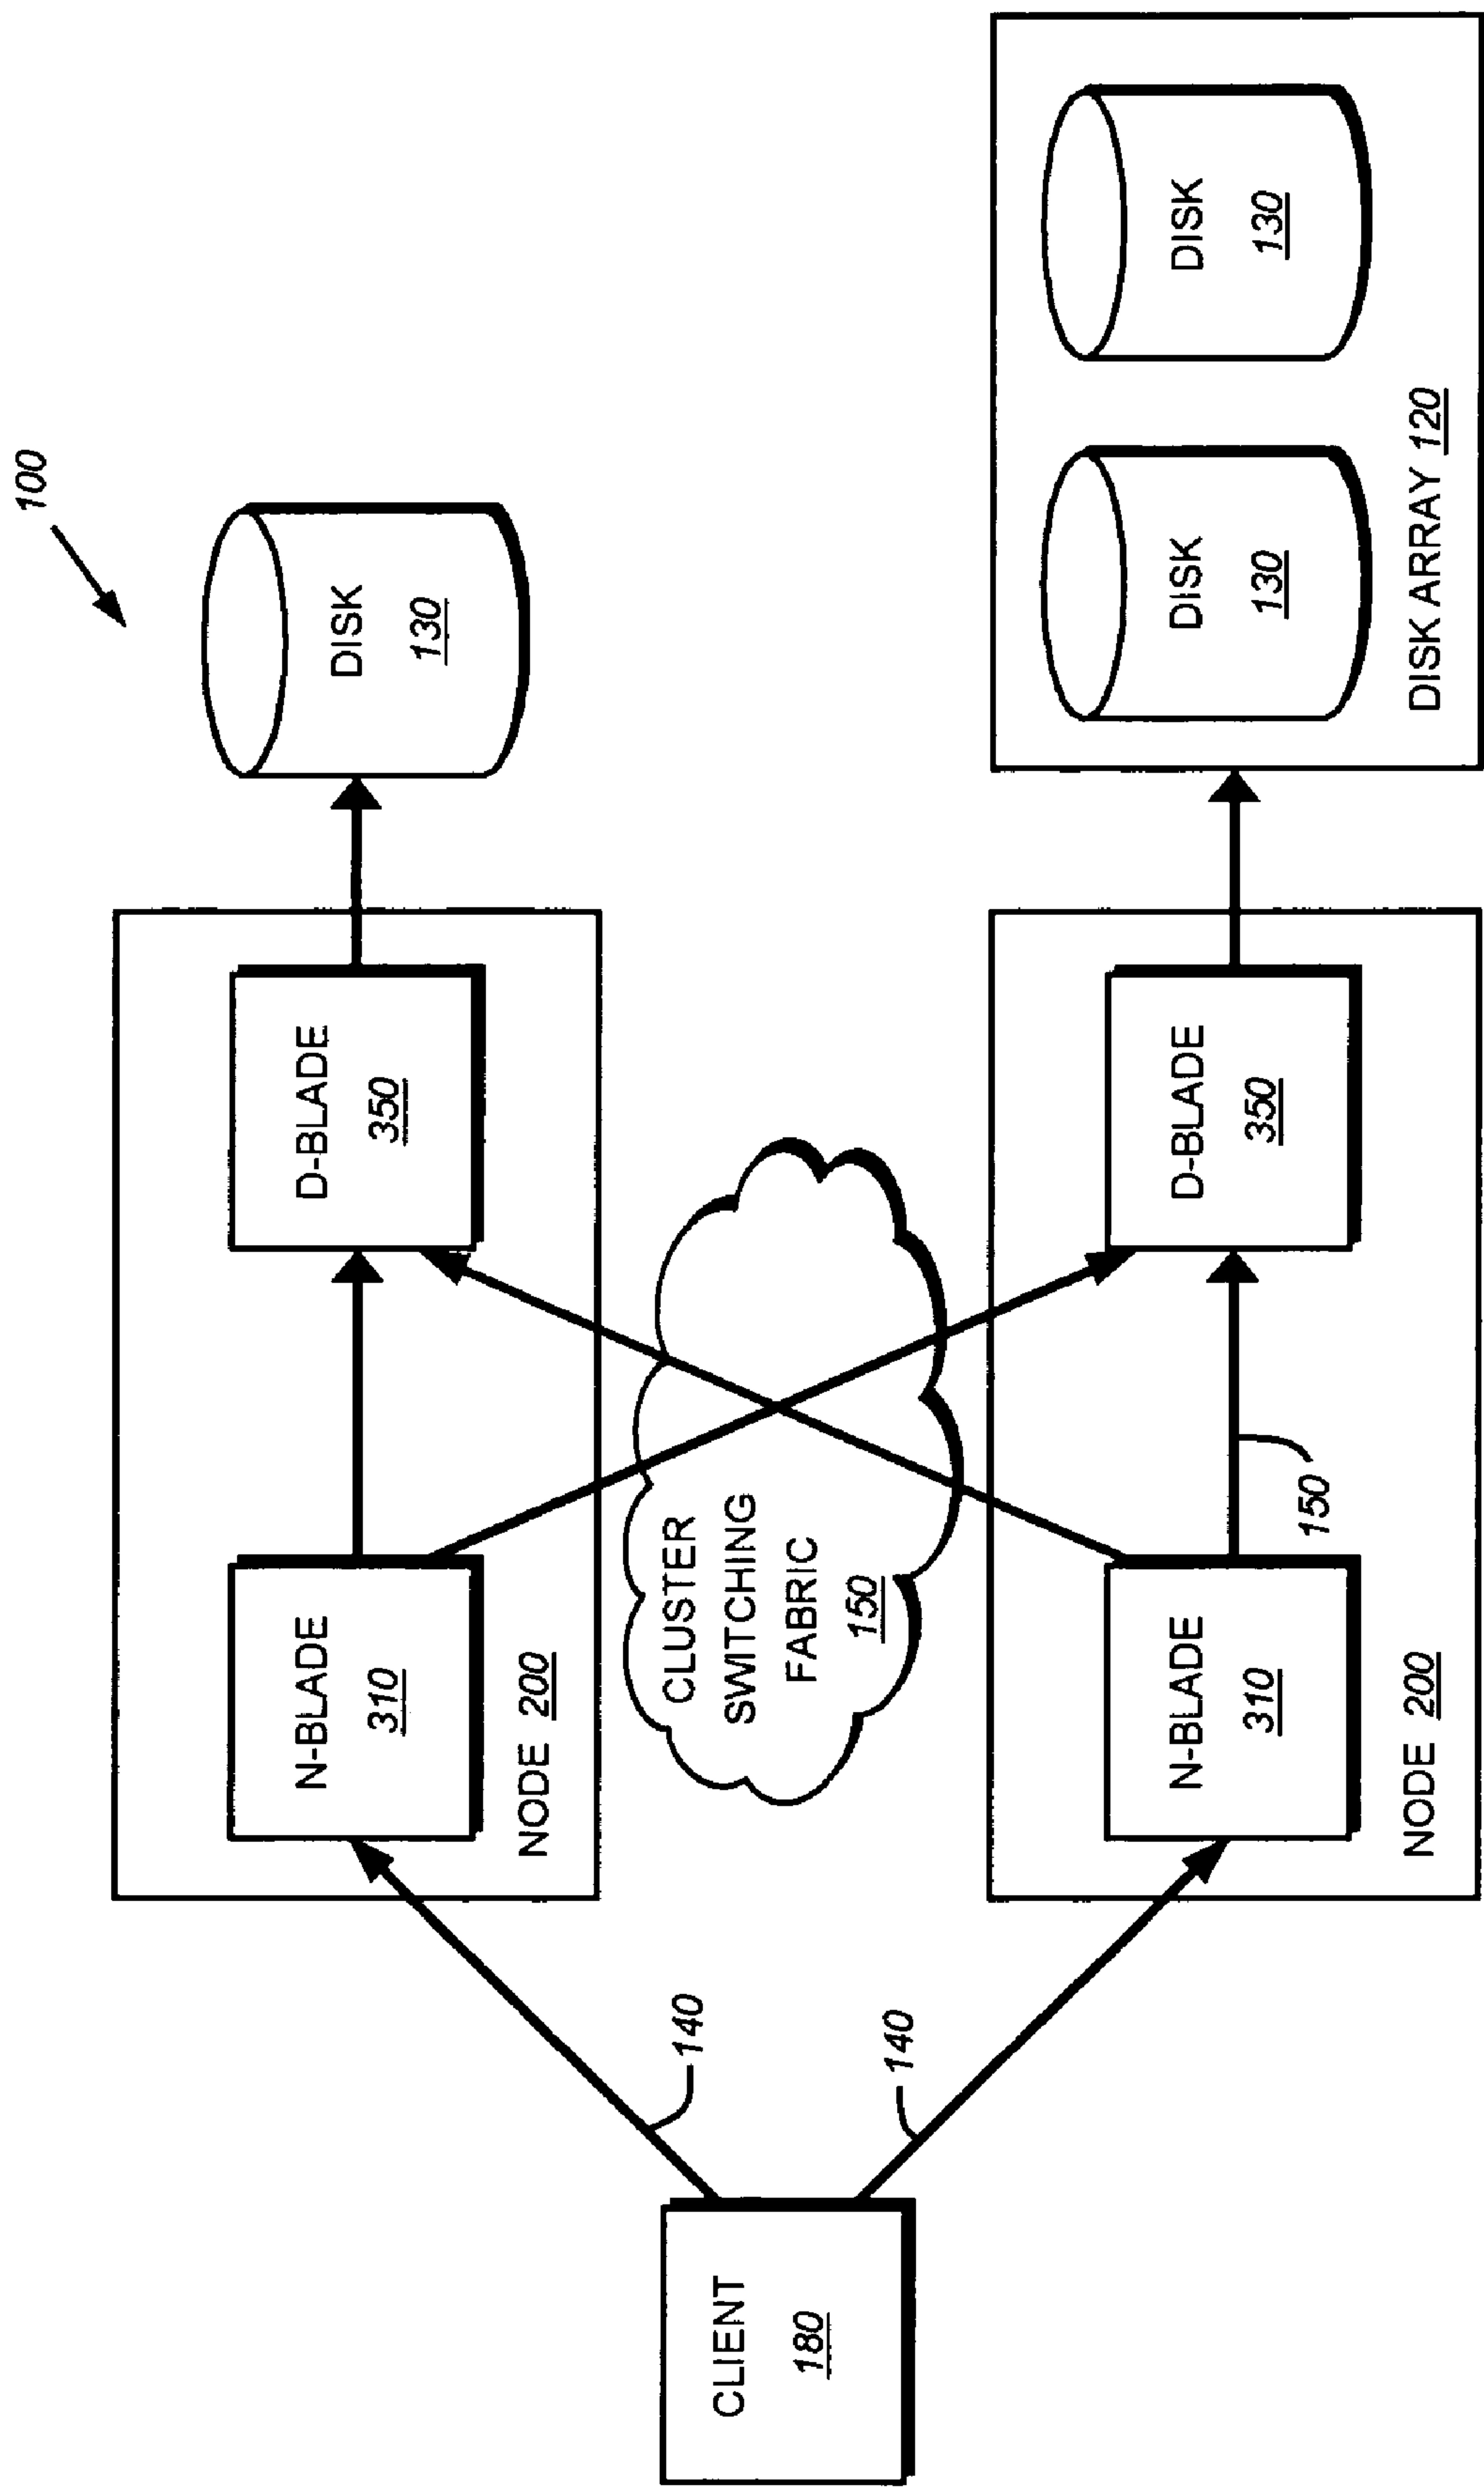 100
N-BLADE
310
D-BLADE
350
DISK
130
NODE 200
140
CLIENT
180
CLUSTER
SWITCHING
FABRIC
150
140
N-BLADE
310
150
D-BLADE
350
NODE 200
DISK
130
DISK
130
DISK ARRAY 120